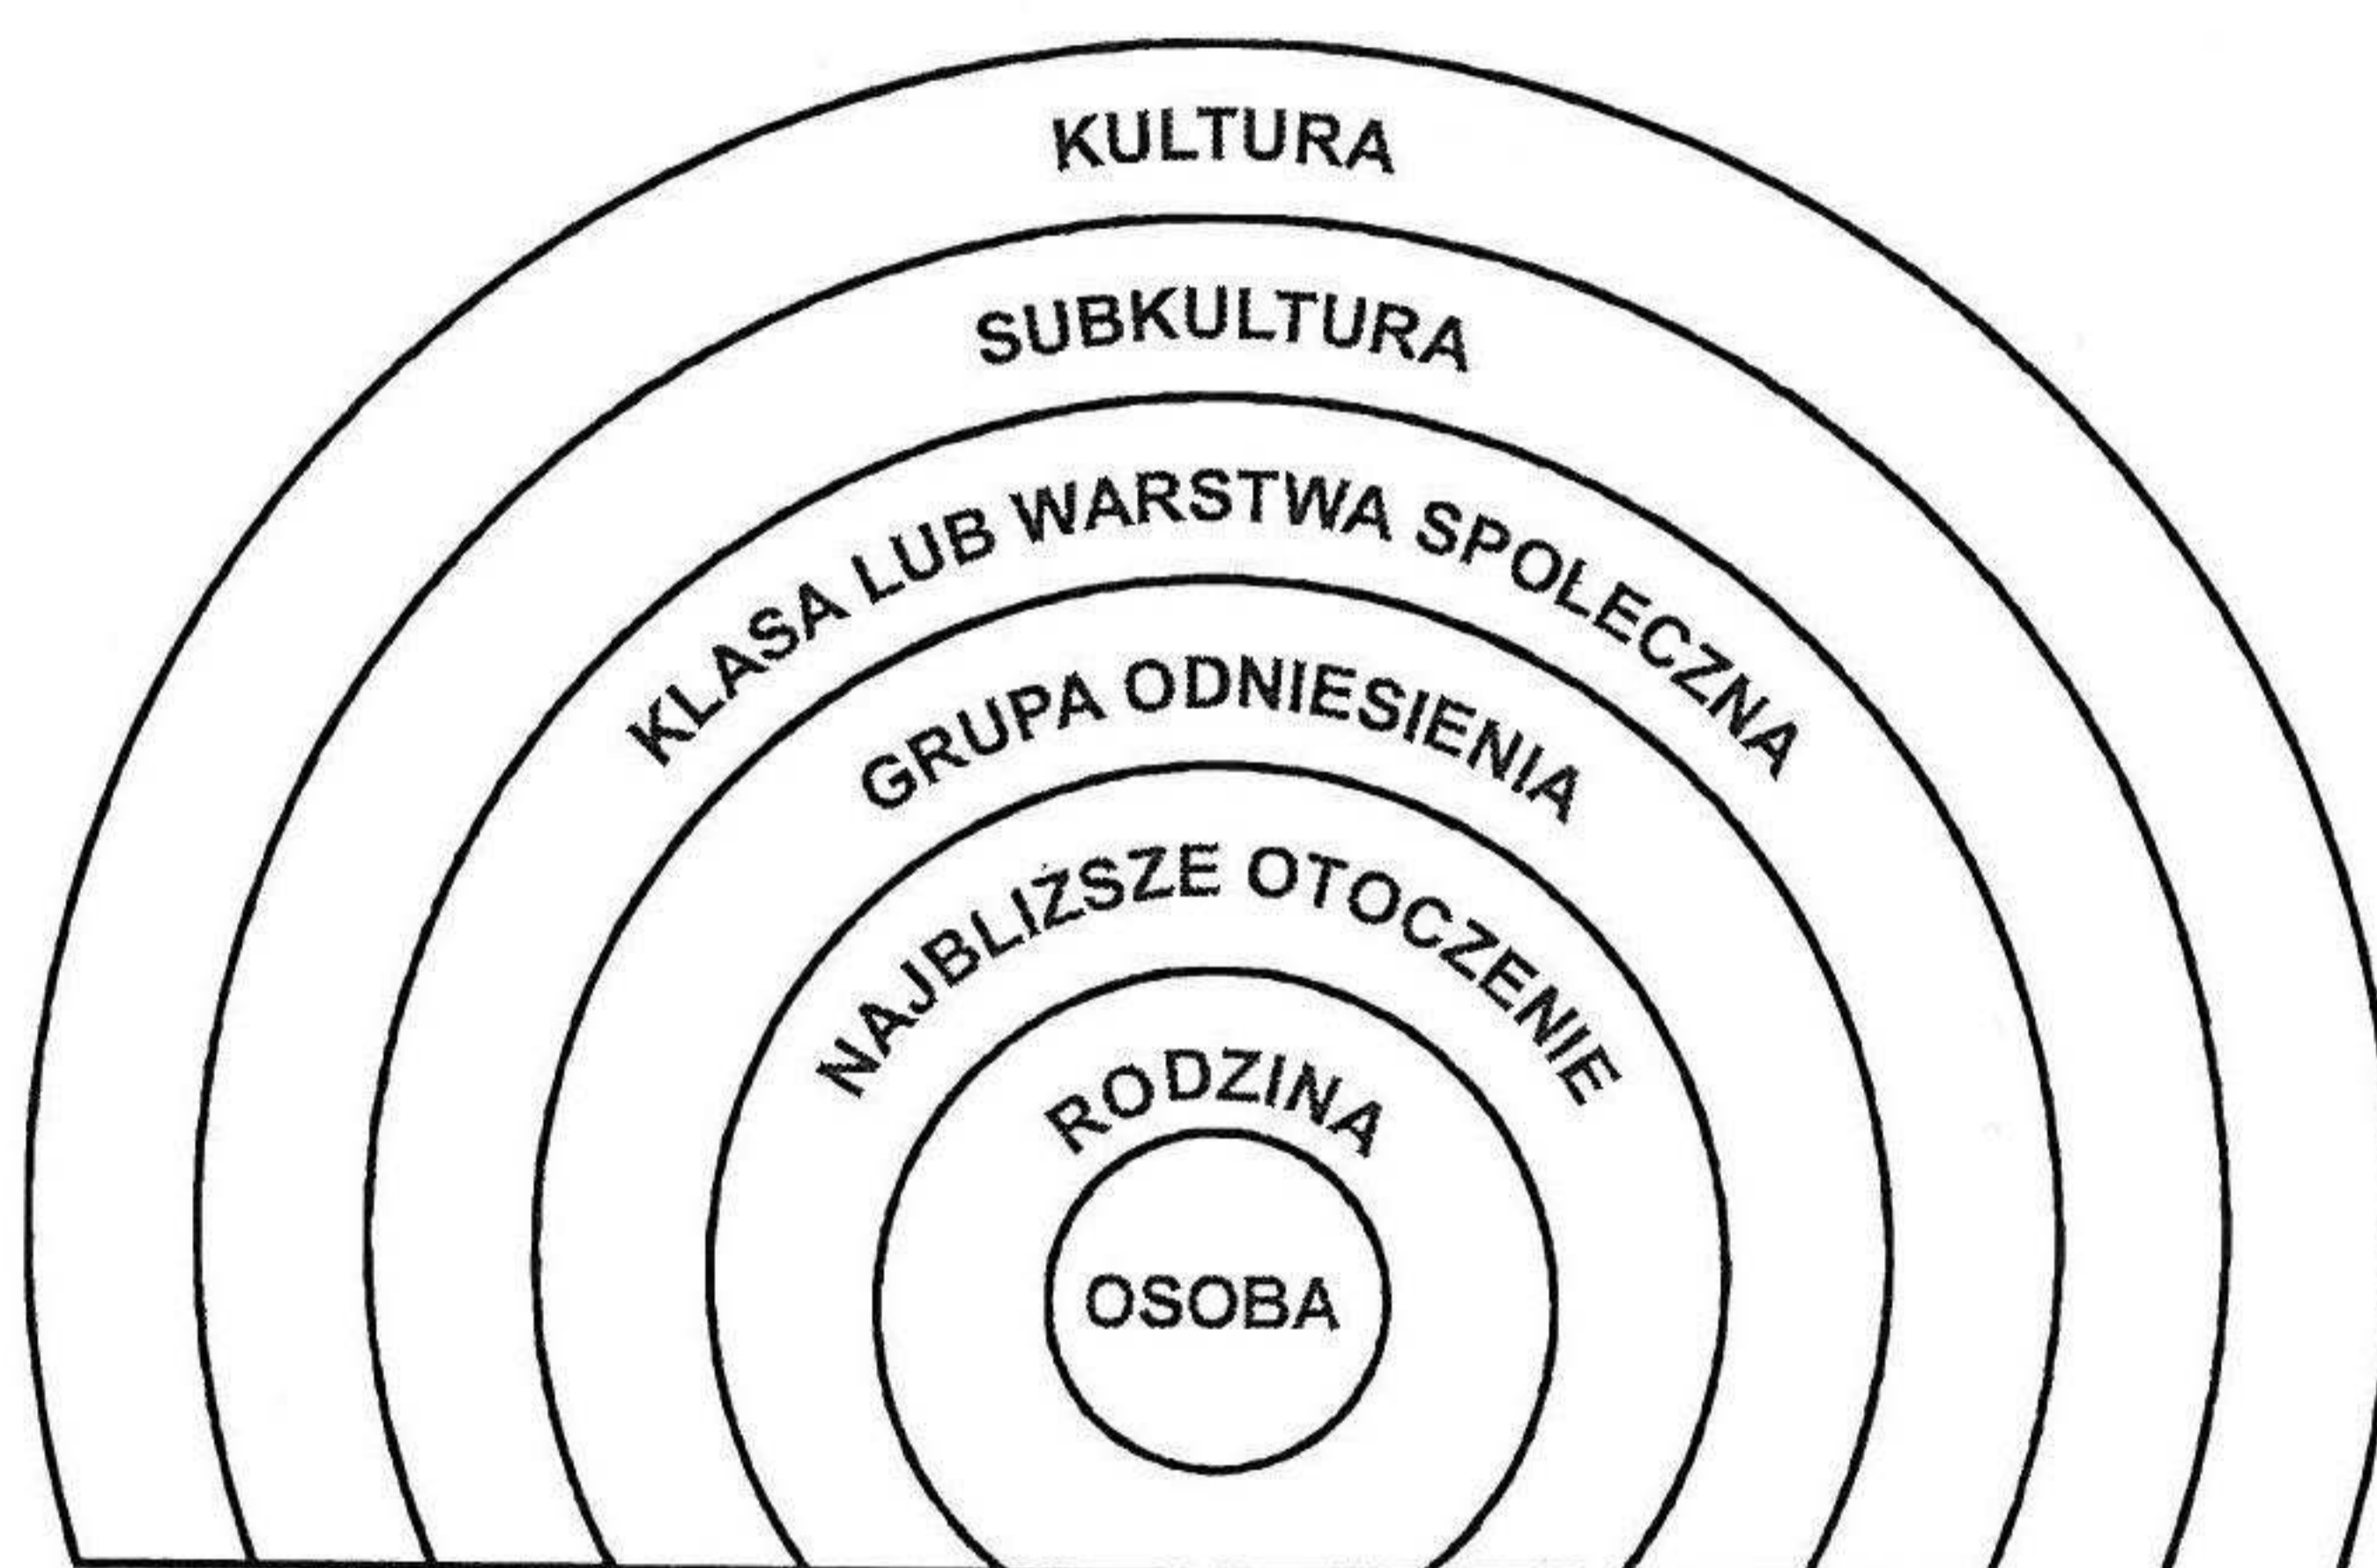 KULTURA
SUBKULTURA
KLASA LUB WARSTWA SPOŁECZNA
GRUPA ODNIESIENIA
NAJBLIŻSZE OTOCZENIE
RODZINA
OSOBA